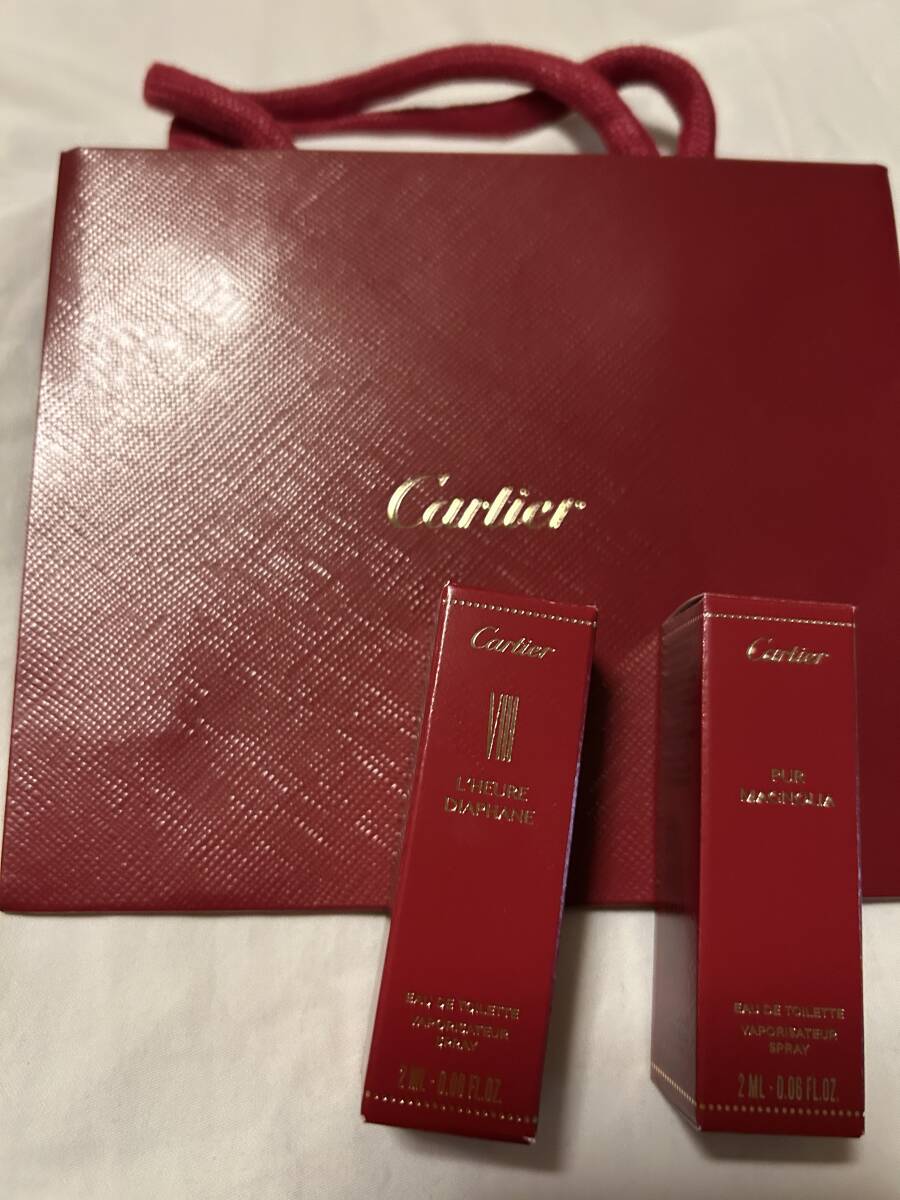 Cartier
Cartier
VIII
L'HEURE
DIAPHANE
EAU DE TOILETTE
VAPORISATEUR
SPRAY
2 ML - 0.06 FL.OZ.
Cartier
PUR
MAGNOLIA
EAU DE TOILETTE
VAPORISATEUR
SPRAY
2 ML - 0.06 FL.OZ.